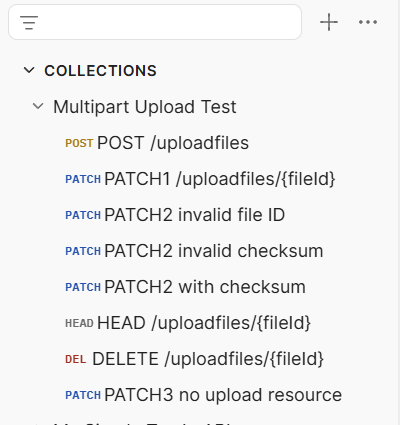 COLLECTIONS
Multipart Upload Test
POST POST /uploadfiles
PATCH PATCH1 /uploadfiles/{fileId}
PATCH PATCH2 invalid file ID
PATCH PATCH2 invalid checksum
PATCH PATCH2 with checksum
HEAD HEAD /uploadfiles/{fileId}
DEL DELETE /uploadfiles/{fileId}
PATCH PATCH3 no upload resource